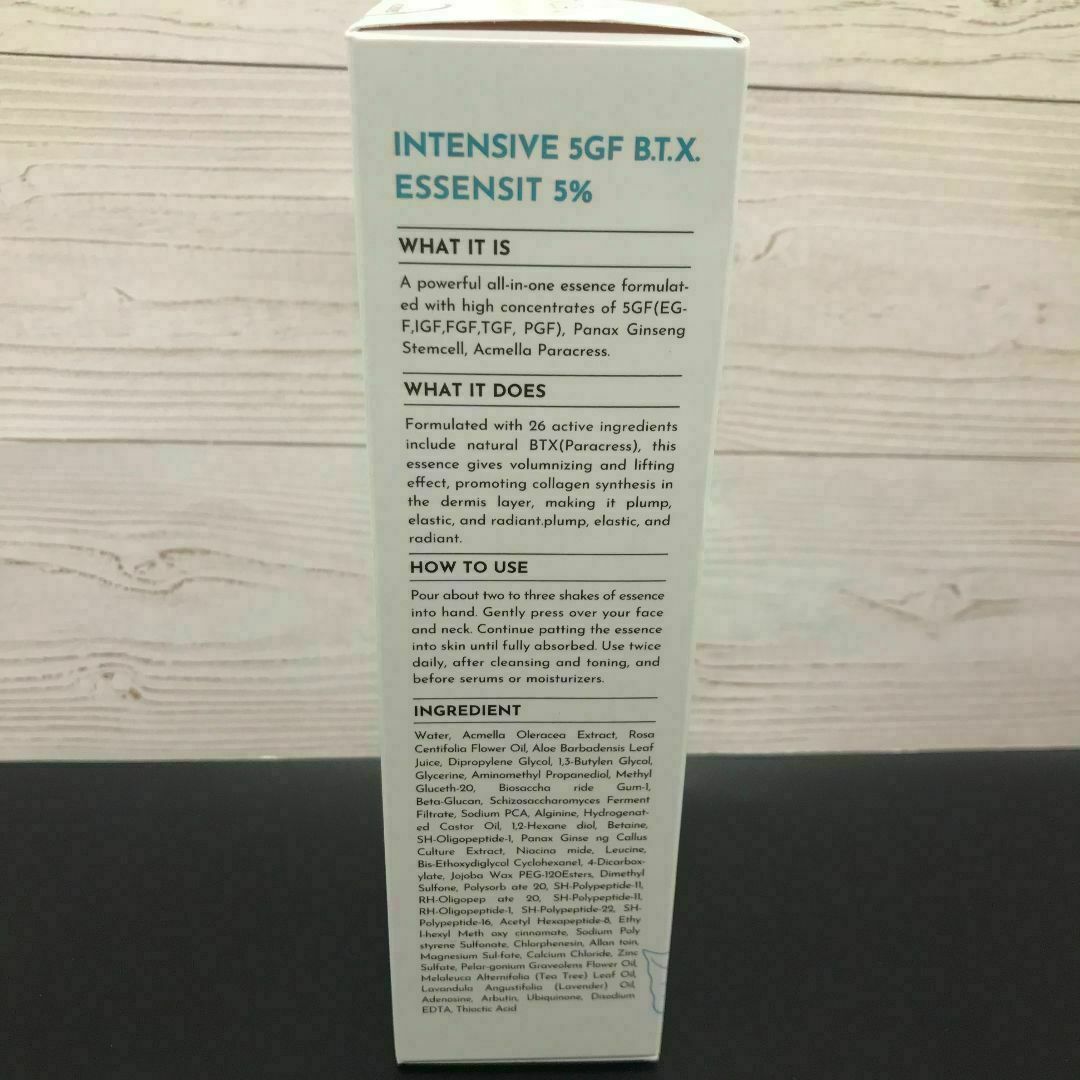 INTENSIVE 5GF B.T.X.
ESSENSIT 5%
WHAT IT IS
A powerful all-in-one essence formulat-
ed with high concentrates of 5GF(EG-
F,IGF,FGF,TGF, PGF), Panax Ginseng
Stemcell, Acmella Paracress.
WHAT IT DOES
Formulated with 26 active ingredients
include natural BTX(Paracress), this
essence gives volumnizing and lifting
effect, promoting collagen synthesis in
the dermis layer, making it plump,
elastic, and radiant.plump, elastic, and
radiant.
HOW TO USE
Pour about two to three shakes of essence
into hand. Gently press over your face
and neck. Continue patting the essence
into skin until fully absorbed. Use twice
daily, after cleansing and toning, and
before serums or moisturizers.
INGREDIENT
Water, Acmella Oleracea Extract, Rosa
Centifolia Flower Oil, Aloe Barbadensis Leaf
Juice, Dipropylene Glycol, 1,3-Butylen Glycol,
Glycerine, Aminomethyl Propanediol, Methyl
Gluceth-20, Biosaccha ride Gum-1,
Beta-Glucan, Schizosaccharomyces Ferment
Filtrate, Sodium PCA, Alginine, Hydrogenat-
ed Castor Oil, 1,2-Hexane diol, Betaine,
SH-Oligopeptide-1, Panax Ginse ng Callus
Culture Extract, Niacina mide, Leucine,
Bis-Ethoxydiglycol Cyclohexane1, 4-Dicarbox-
ylate, Jojoba Wax PEG-120Esters, Dimethyl
Sulfone, Polysorb ate 20, SH-Polypeptide-11,
RH-Oligopep ate 20, SH-Polypeptide-11,
RH-Oligopeptide-1, SH-Polypeptide-22, SH-
Polypeptide-16, Acetyl Hexapeptide-8, Ethy
l-hexyl Meth oxy cinnamate, Sodium Poly
styrene Sulfonate, Chlorphenesin, Allan toin,
Magnesium Sul-fate, Calcium Chloride, Zinc
Sulfate, Pelar-gonium Graveolens Flower Oil,
Melaleuca Alternifolia (Tea Tree) Leaf Oil,
Lavandula Angustifolia (Lavender) Oil,
Adenosine, Arbutin, Ubiquinone, Disodium
EDTA, Thioctic Acid